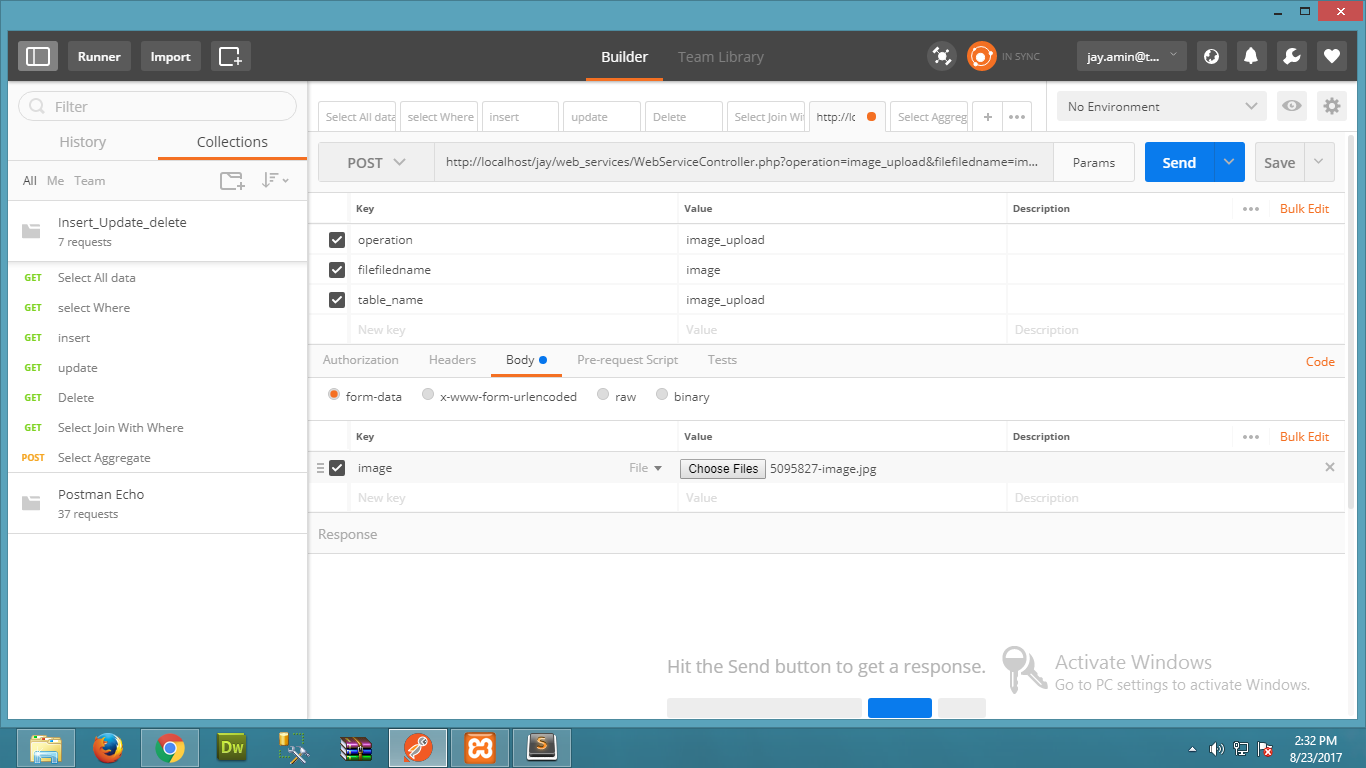 Runner Import Builder Team Library IN SYNC jay.amin@t...
Filter
History Collections
All Me Team
Insert_Update_delete
7 requests
GET Select All data
GET select Where
GET insert
GET update
GET Delete
GET Select Join With Where
POST Select Aggregate
Postman Echo
37 requests
Select All data select Where insert update Delete Select Join Wit http://lc Select Aggreg + ••• No Environment
POST http://localhost/jay/web_services/WebServiceController.php?operation=image_upload&filefiledname=im... Params Send Save
Key Value Description ••• Bulk Edit
operation image_upload
filefiledname image
table_name image_upload
New key Value Description
Authorization Headers Body Pre-request Script Tests Code
form-data x-www-form-urlencoded raw binary
Key Value Description ••• Bulk Edit
image File Choose Files 5095827-image.jpg
New key Value Description
Response
Hit the Send button to get a response.
Activate Windows
Go to PC settings to activate Windows.
Dw
S
2:32 PM
8/23/2017